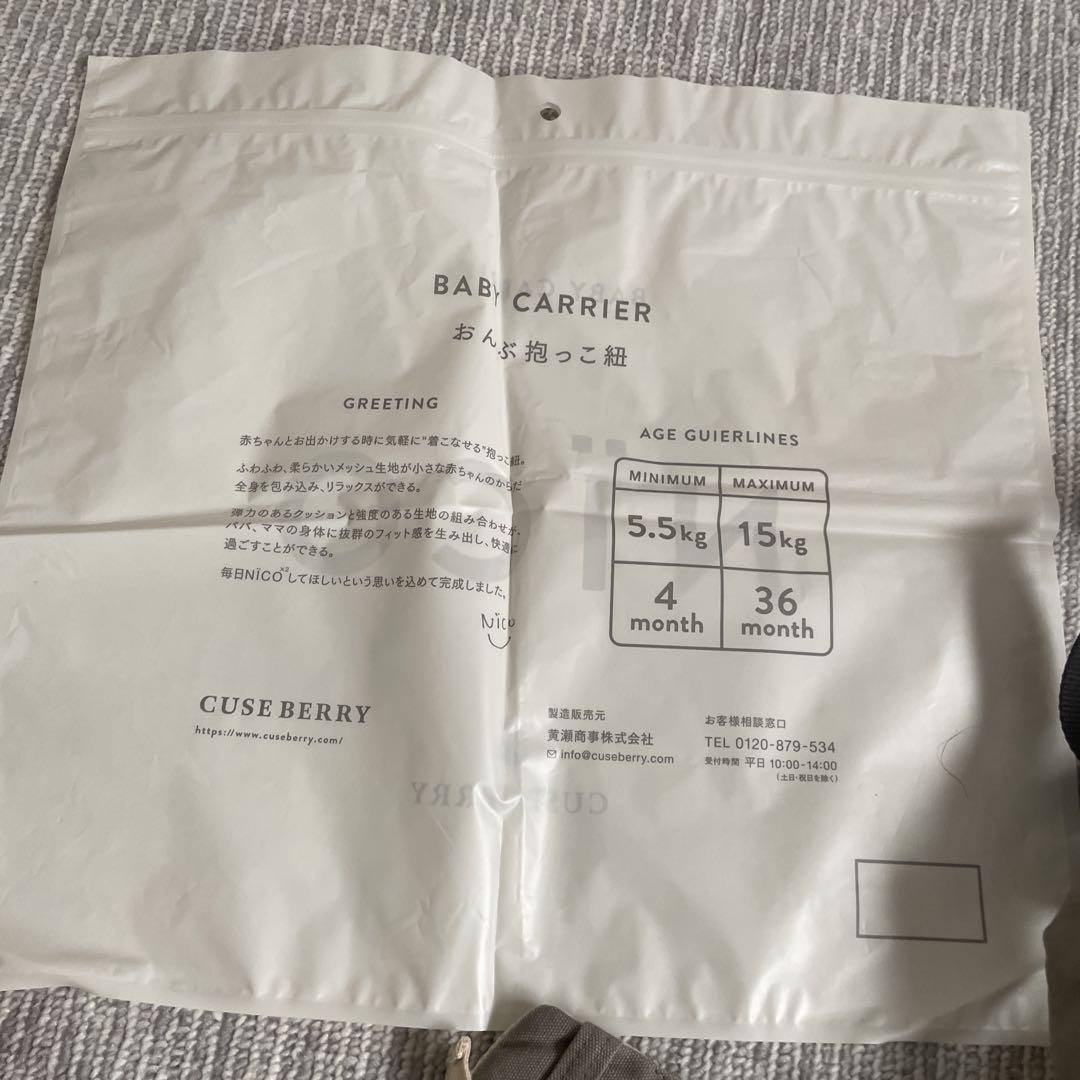 BABY CARRIER
おんぶ抱っこ紐
GREETING
赤ちゃんとお出かけする時に気軽に"着こなせる"抱っこ紐。
ふわふわ、柔らかいメッシュ生地が小さな赤ちゃんのからだ
全身を包み込み、リラックスができる。
弾力のあるクッションと強度のある生地の組み合わせが、
パパ、ママの身体に抜群のフィット感を生み出し、快適に
過ごすことができる。
毎日NÏCO×2してほしいという思いを込めて完成しました。
Nïco
CUSE BERRY
https://www.cuseberry.com/
AGE GUIERLINES
MINIMUM MAXIMUM
5.5kg 15kg
4 month 36 month
製造販売元
黄瀬商事株式会社
info@cuseberry.com
お客様相談窓口
TEL 0120-879-534
受付時間 平日 10:00-14:00
(土日・祝日を除く)